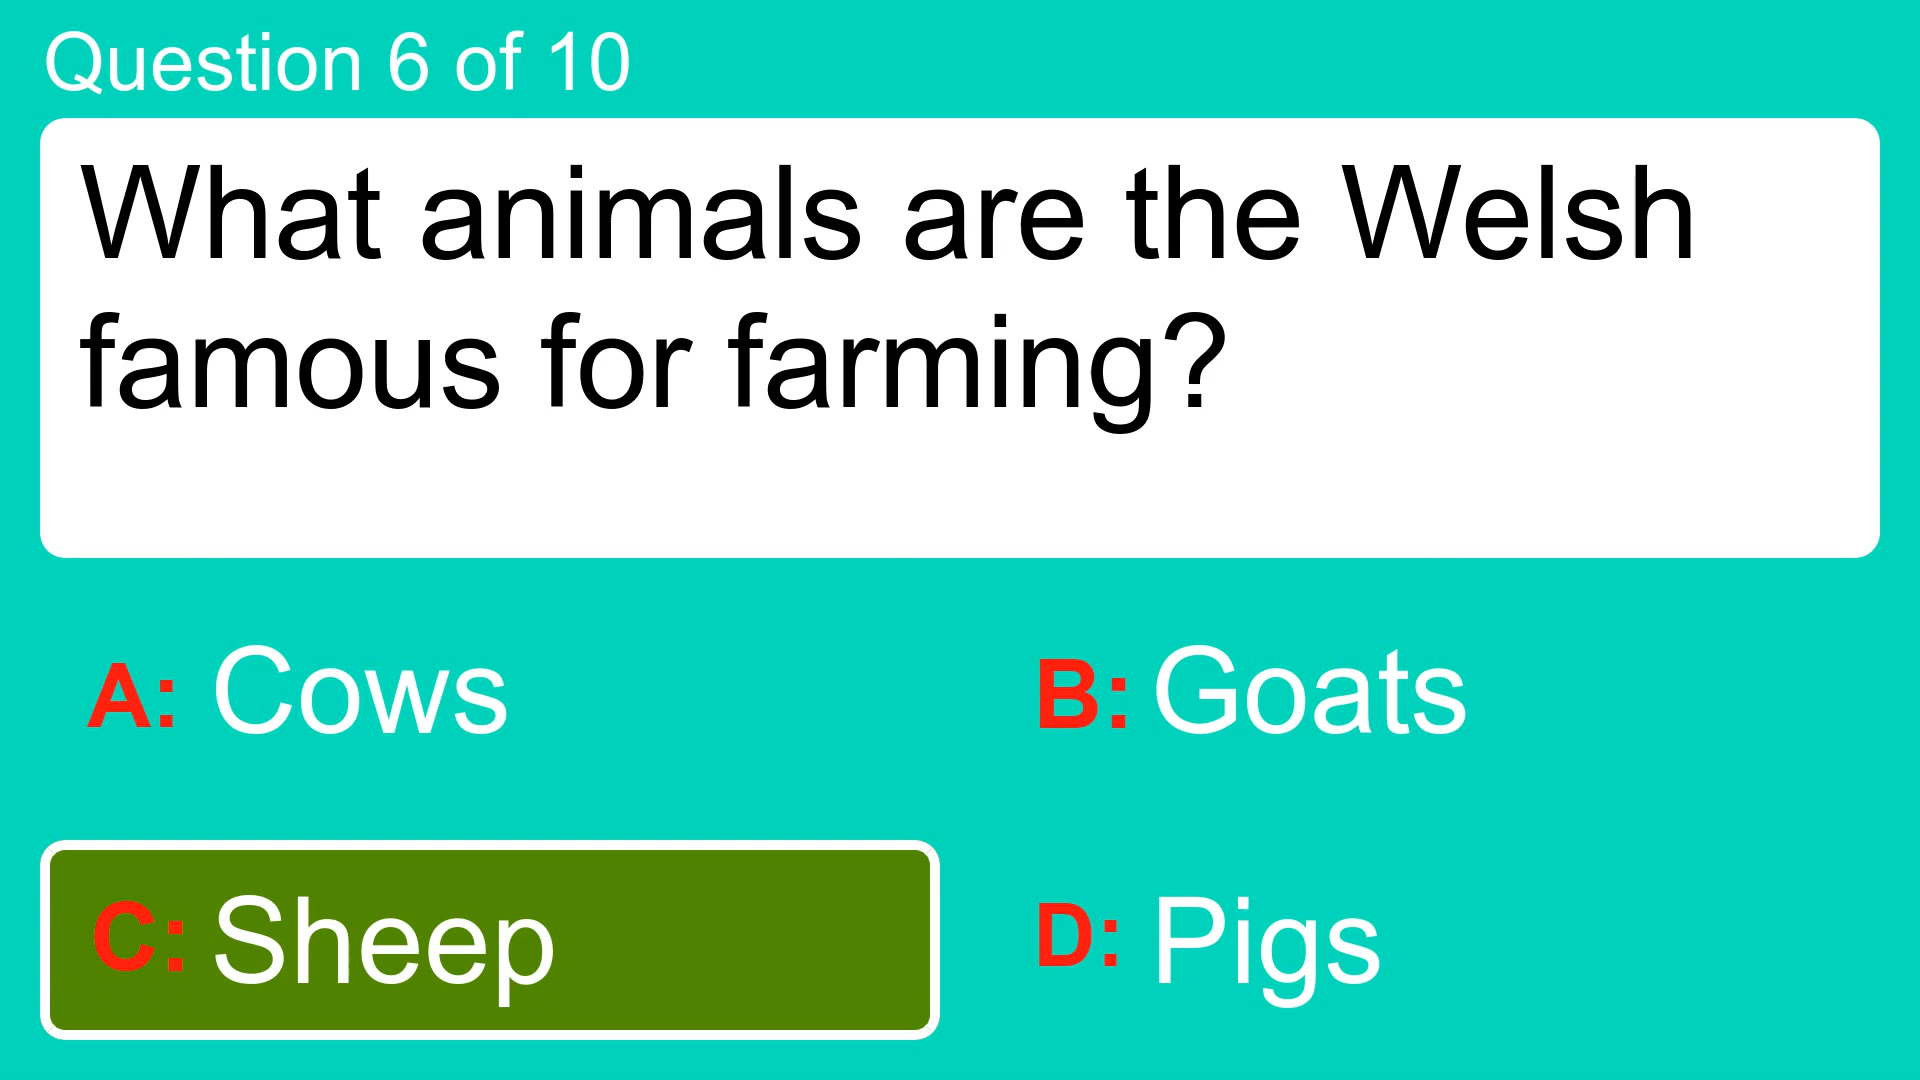 Question 6 of 10
What animals are the Welsh
famous for farming?
A: Cows
B: Goats
C: Sheep
D: Pigs